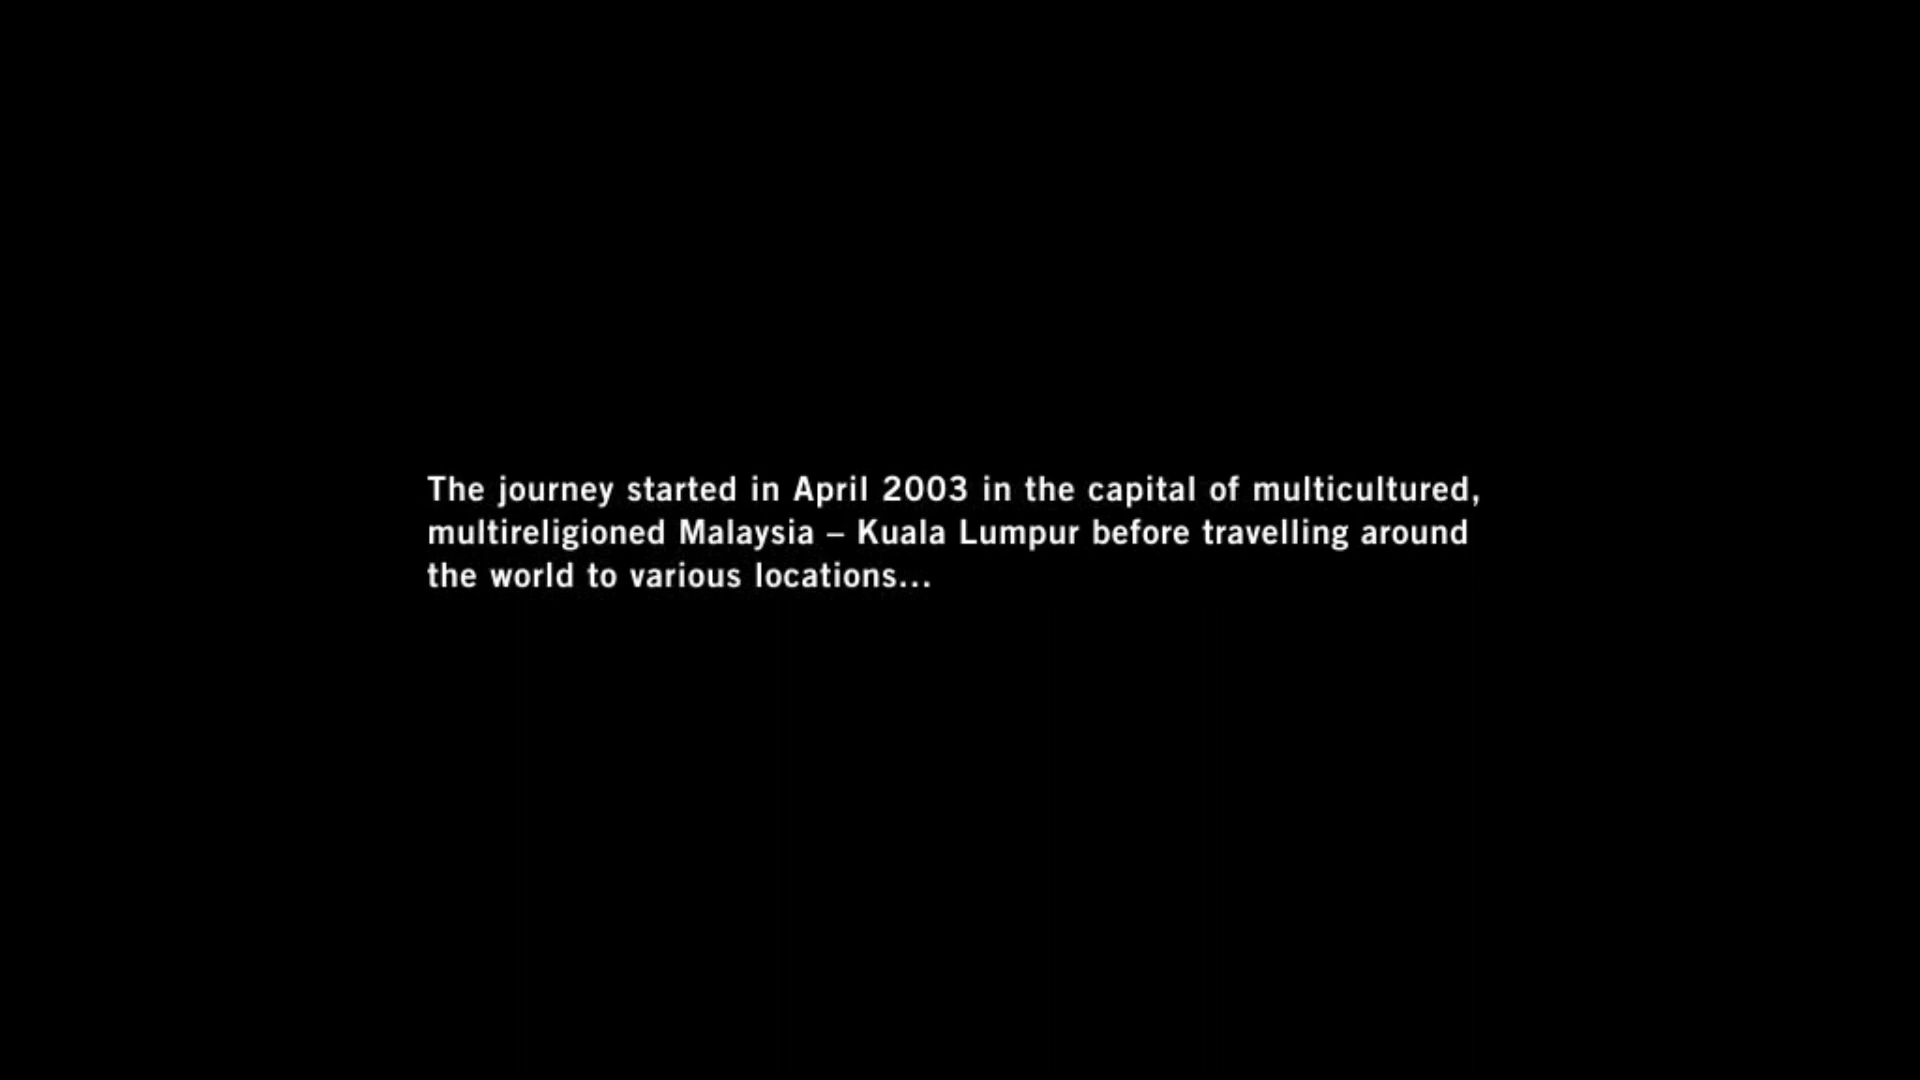 The journey started in April 2003 in the capital of multicultured,
multireligioned Malaysia – Kuala Lumpur before travelling around
the world to various locations...